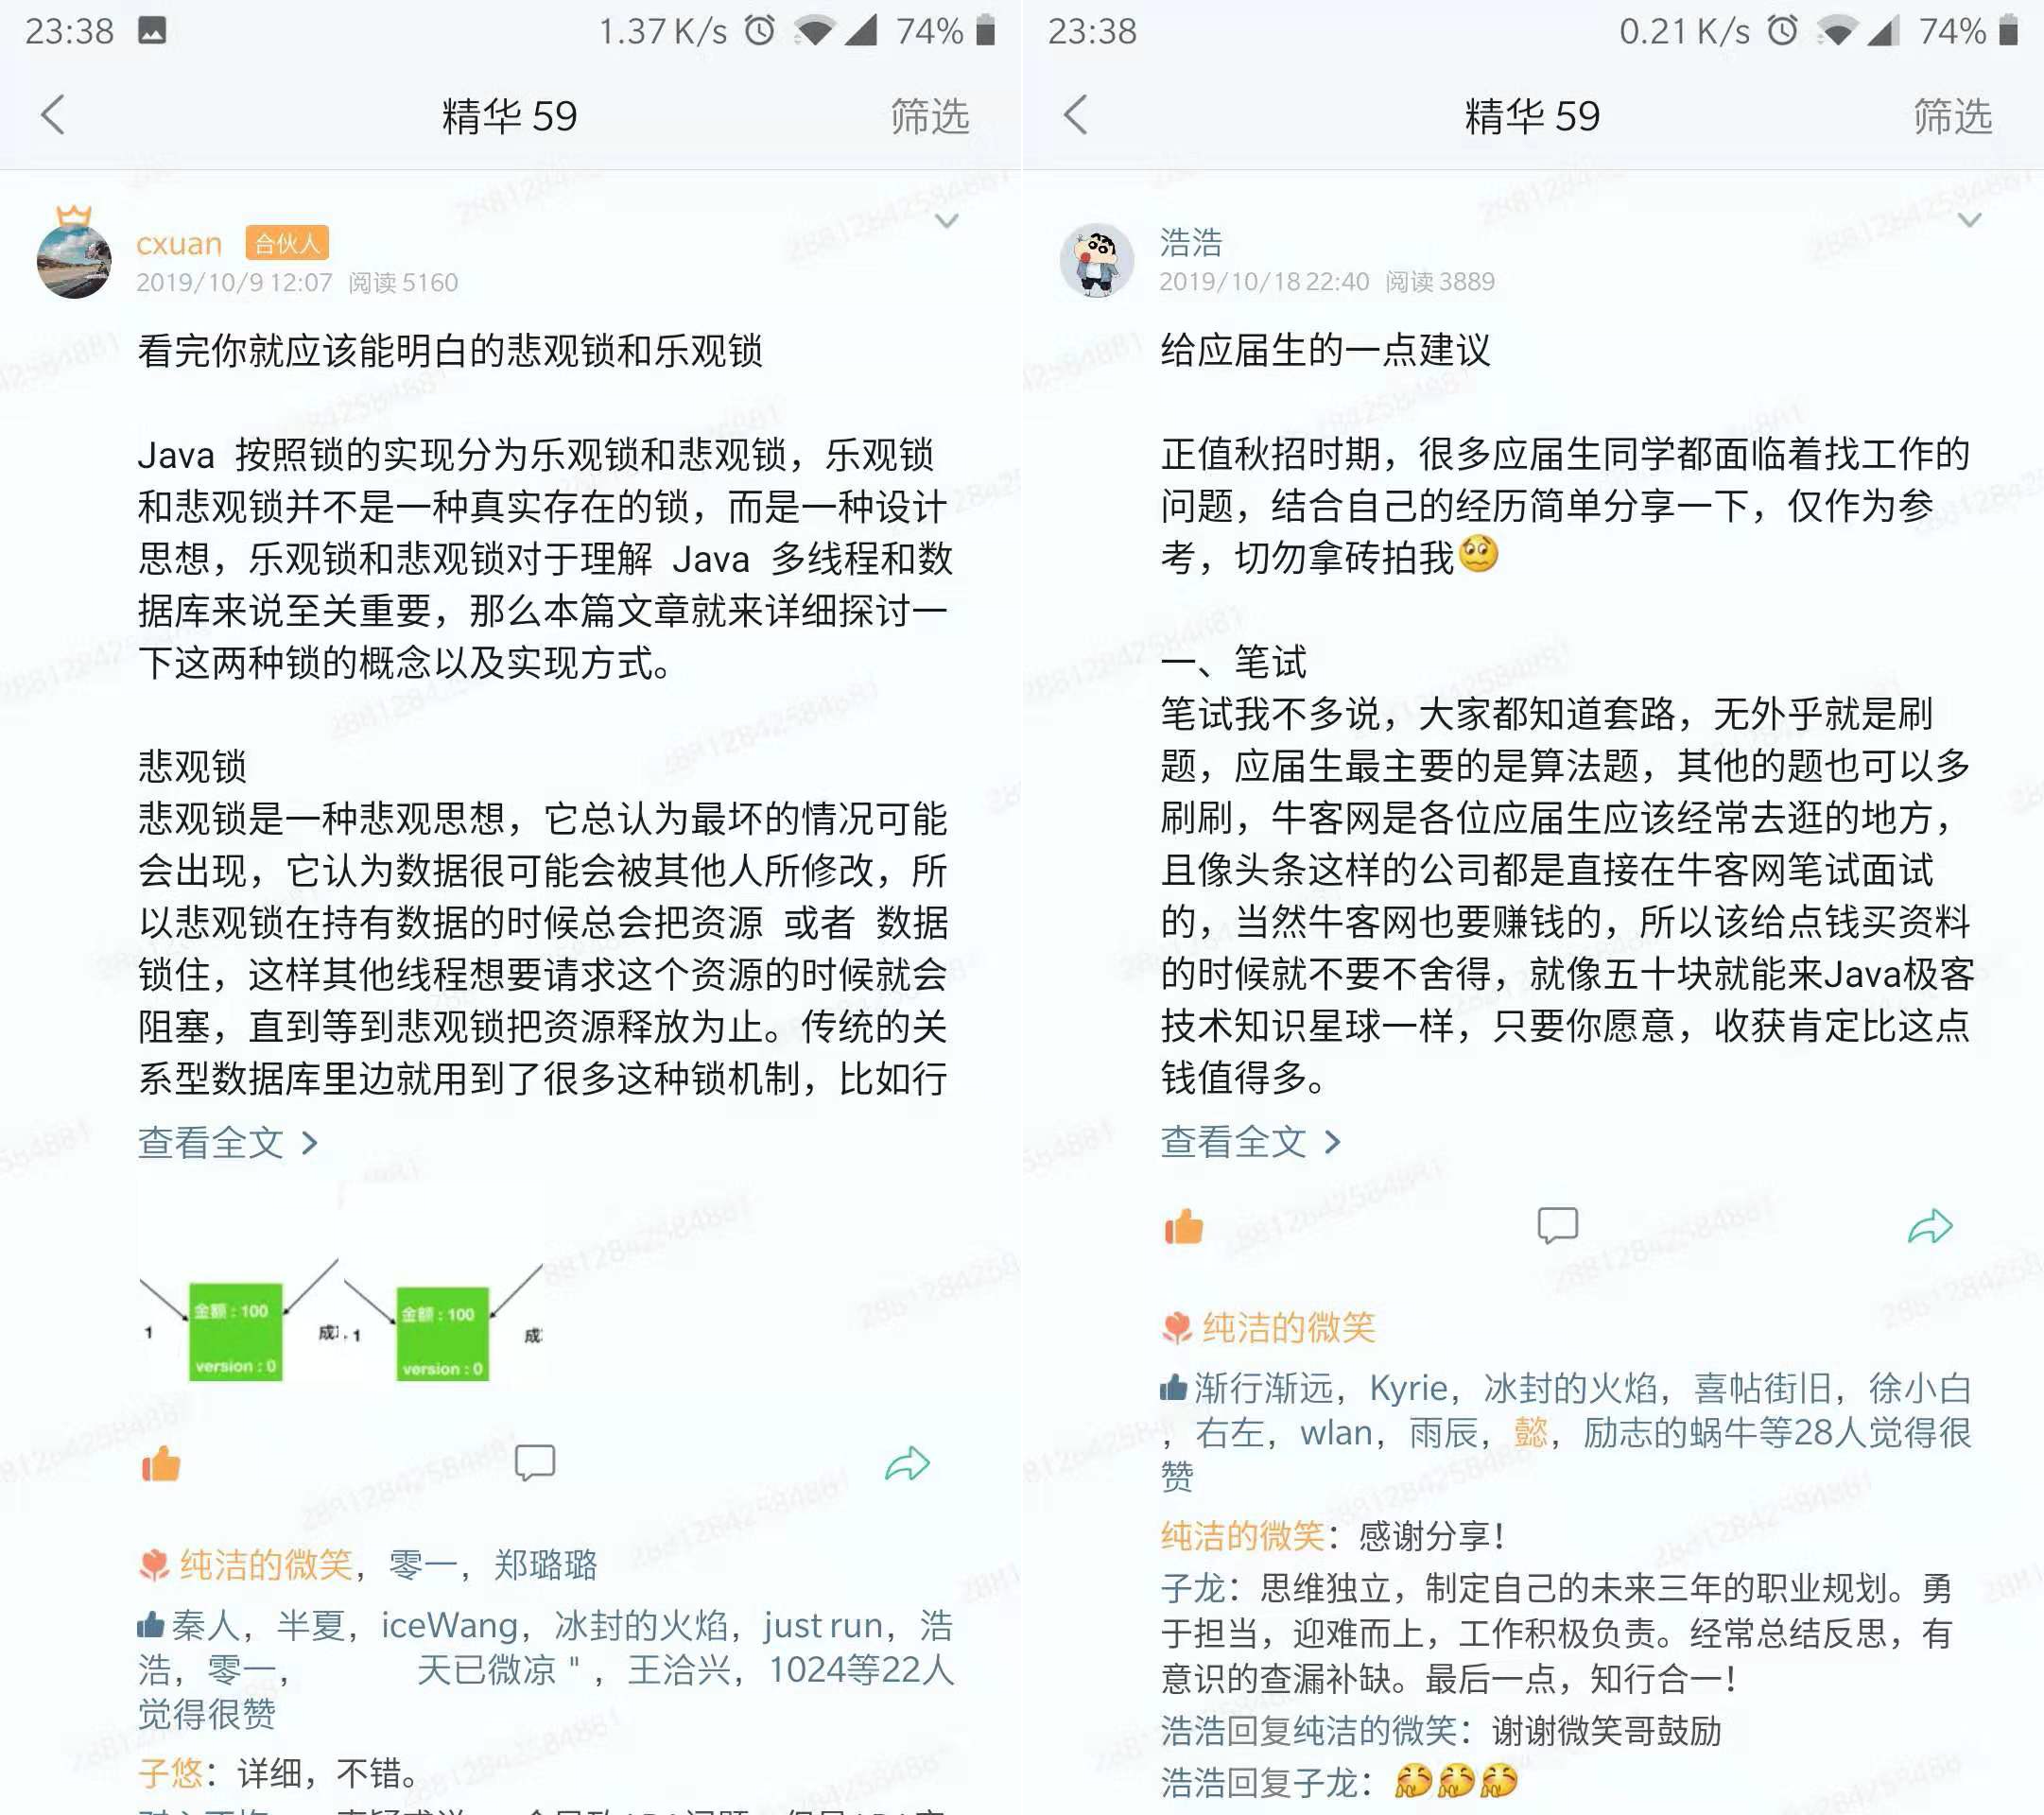 23:38
1.37 K/s
74%
精华 59
筛选
cxuan 合伙人
2019/10/9 12:07 阅读 5160
看完你就应该能明白的悲观锁和乐观锁
Java 按照锁的实现分为乐观锁和悲观锁，乐观锁
和悲观锁并不是一种真实存在的锁，而是一种设计
思想，乐观锁和悲观锁对于理解 Java 多线程和数
据库来说至关重要，那么本篇文章就来详细探讨一
下这两种锁的概念以及实现方式。
悲观锁
悲观锁是一种悲观思想，它总认为最坏的情况可能
会出现，它认为数据很可能会被其他人所修改，所
以悲观锁在持有数据的时候总会把资源 或者 数据
锁住，这样其他线程想要请求这个资源的时候就会
阻塞，直到等到悲观锁把资源释放为止。传统的关
系型数据库里边就用到了很多这种锁机制，比如行
查看全文
金额：100
1
version：0
金额：100
1
version：0
纯洁的微笑，零一，郑璐璐
秦人，半夏，iceWang，冰封的火焰，just run，浩
浩，零一， 天已微凉 "，王洽兴，1024等22人
觉得很赞
子悠：详细，不错。
23:38
0.21 K/s
74%
精华 59
筛选
浩浩
2019/10/18 22:40 阅读 3889
给应届生的一点建议
正值秋招时期，很多应届生同学都面临着找工作的
问题，结合自己的经历简单分享一下，仅作为参
考，切勿拿砖拍我
一、笔试
笔试我不多说，大家都知道套路，无外乎就是刷
题，应届生最主要的是算法题，其他的题也可以多
刷刷，牛客网是各位应届生应该经常去逛的地方，
且像头条这样的公司都是直接在牛客网笔试面试
的，当然牛客网也要赚钱的，所以该给点钱买资料
的时候就不要不舍得，就像五十块就能来Java极客
技术知识星球一样，只要你愿意，收获肯定比这点
钱值得多。
查看全文
纯洁的微笑
渐行渐远，Kyrie，冰封的火焰，喜帖街旧，徐小白
，右左，wlan，雨辰，懿，励志的蜗牛等28人觉得很
赞
纯洁的微笑：感谢分享！
子龙：思维独立，制定自己的未来三年的职业规划。勇
于担当，迎难而上，工作积极负责。经常总结反思，有
意识的查漏补缺。最后一点，知行合一！
浩浩回复纯洁的微笑：谢谢微笑哥鼓励
浩浩回复子龙：